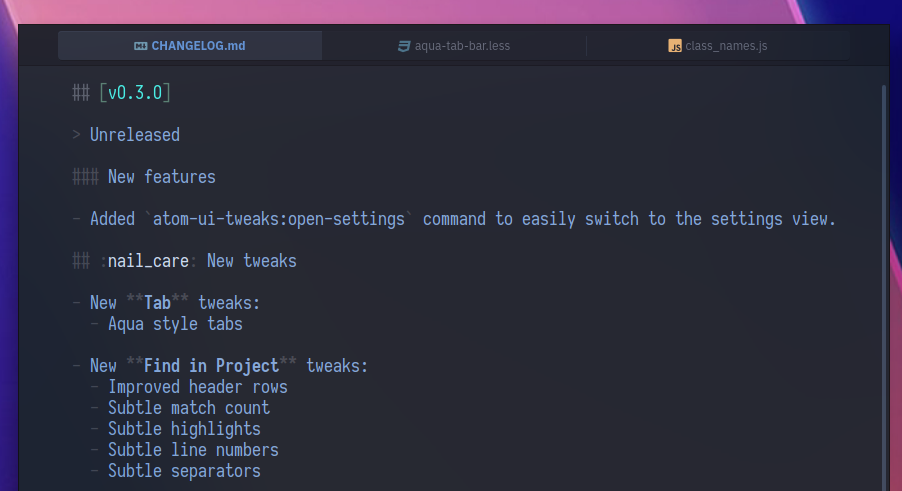 CHANGELOG.md
aqua-tab-bar.less
JS class_names.js
## [v0.3.0]
> Unreleased
### New features
- Added `atom-ui-tweaks:open-settings` command to easily switch to the settings view.
## :nail_care: New tweaks
- New **Tab** tweaks:
- Aqua style tabs
- New **Find in Project** tweaks:
- Improved header rows
- Subtle match count
- Subtle highlights
- Subtle line numbers
- Subtle separators